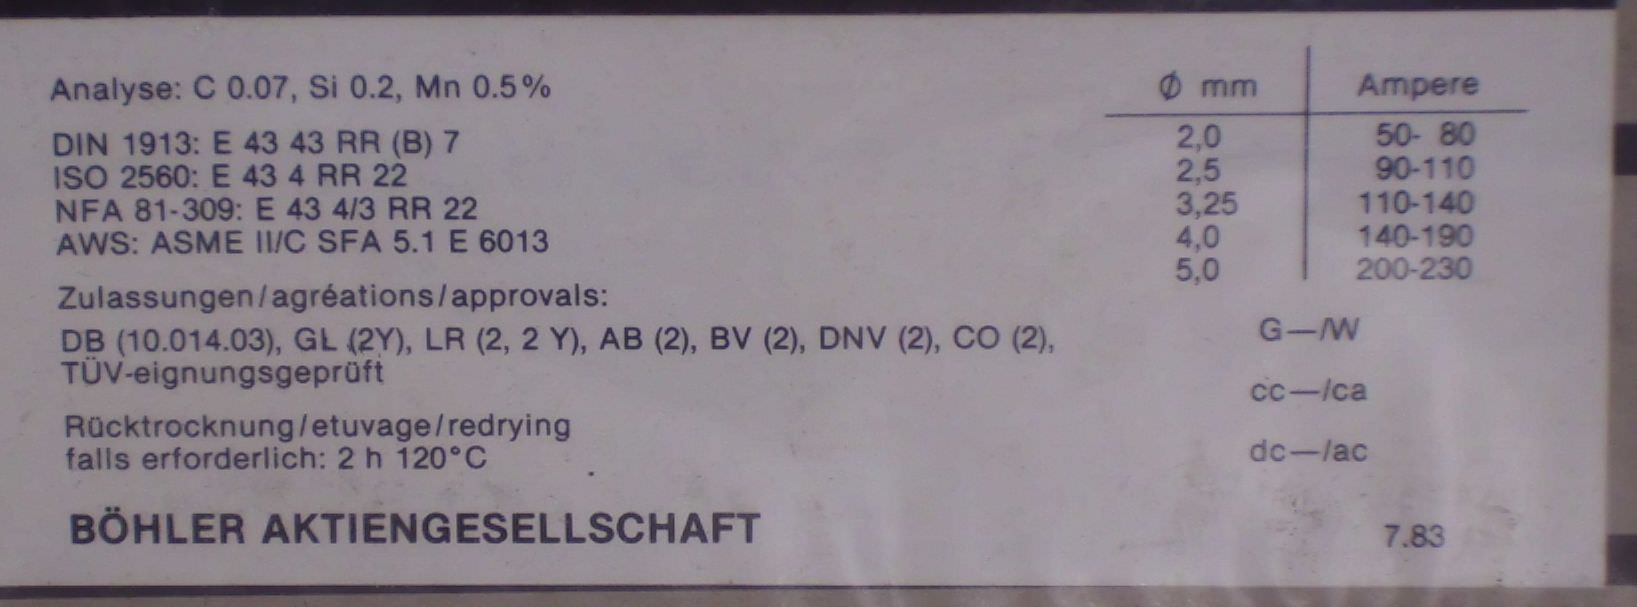 Analyse: C 0.07, Si 0.2, Mn 0.5%
DIN 1913: E 43 43 RR (B) 7
ISO 2560: E 43 4 RR 22
NFA 81-309: E 43 4/3 RR 22
AWS: ASME II/C SFA 5.1 E 6013
Zulassungen/agréations/approvals:
DB (10.014.03), GL (2Y), LR (2, 2 Y), AB (2), BV (2), DNV (2), CO (2),
TÜV-eignungsgeprüft
Rücktrocknung/etuvage/redrying
falls erforderlich: 2 h 120°C
BÖHLER AKTIENGESELLSCHAFT
Ø mm Ampere
2,0 50- 80
2,5 90-110
3,25 110-140
4,0 140-190
5,0 200-230
G—/W
cc—/ca
dc—/ac
7.83